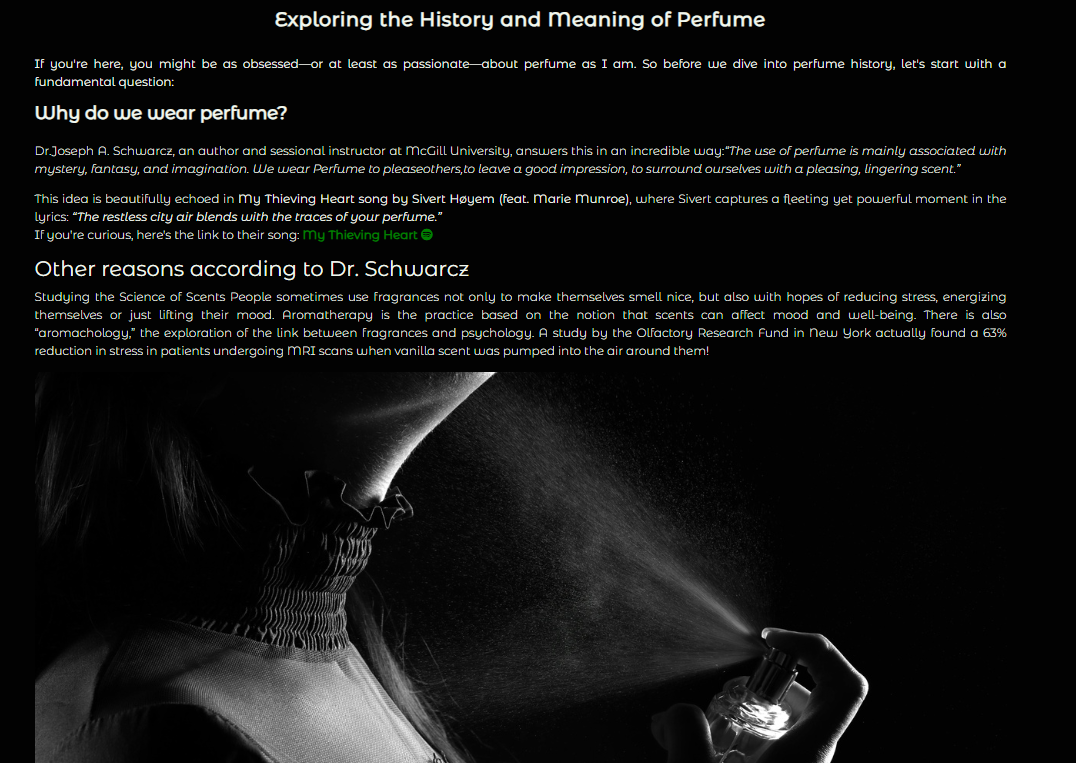 Exploring the History and Meaning of Perfume
If you're here, you might be as obsessed—or at least as passionate—about perfume as I am. So before we dive into perfume history, let's start with a
fundamental question:
Why do we wear perfume?
Dr.Joseph A. Schwarcz, an author and sessional instructor at McGill University, answers this in an incredible way:"The use of perfume is mainly associated with
mystery, fantasy, and imagination. We wear Perfume to pleaseothers,to leave a good impression, to surround ourselves with a pleasing, lingering scent."
This idea is beautifully echoed in My Thieving Heart song by Sivert Høyem (feat. Marie Munroe), where Sivert captures a fleeting yet powerful moment in the
lyrics: “The restless city air blends with the traces of your perfume.”
If you're curious, here's the link to their song: My Thieving Heart
Other reasons according to Dr. Schwarcz
Studying the Science of Scents People sometimes use fragrances not only to make themselves smell nice, but also with hopes of reducing stress, energizing
themselves or just lifting their mood. Aromatherapy is the practice based on the notion that scents can affect mood and well-being. There is also
“aromachology,” the exploration of the link between fragrances and psychology. A study by the Olfactory Research Fund in New York actually found a 63%
reduction in stress in patients undergoing MRI scans when vanilla scent was pumped into the air around them!